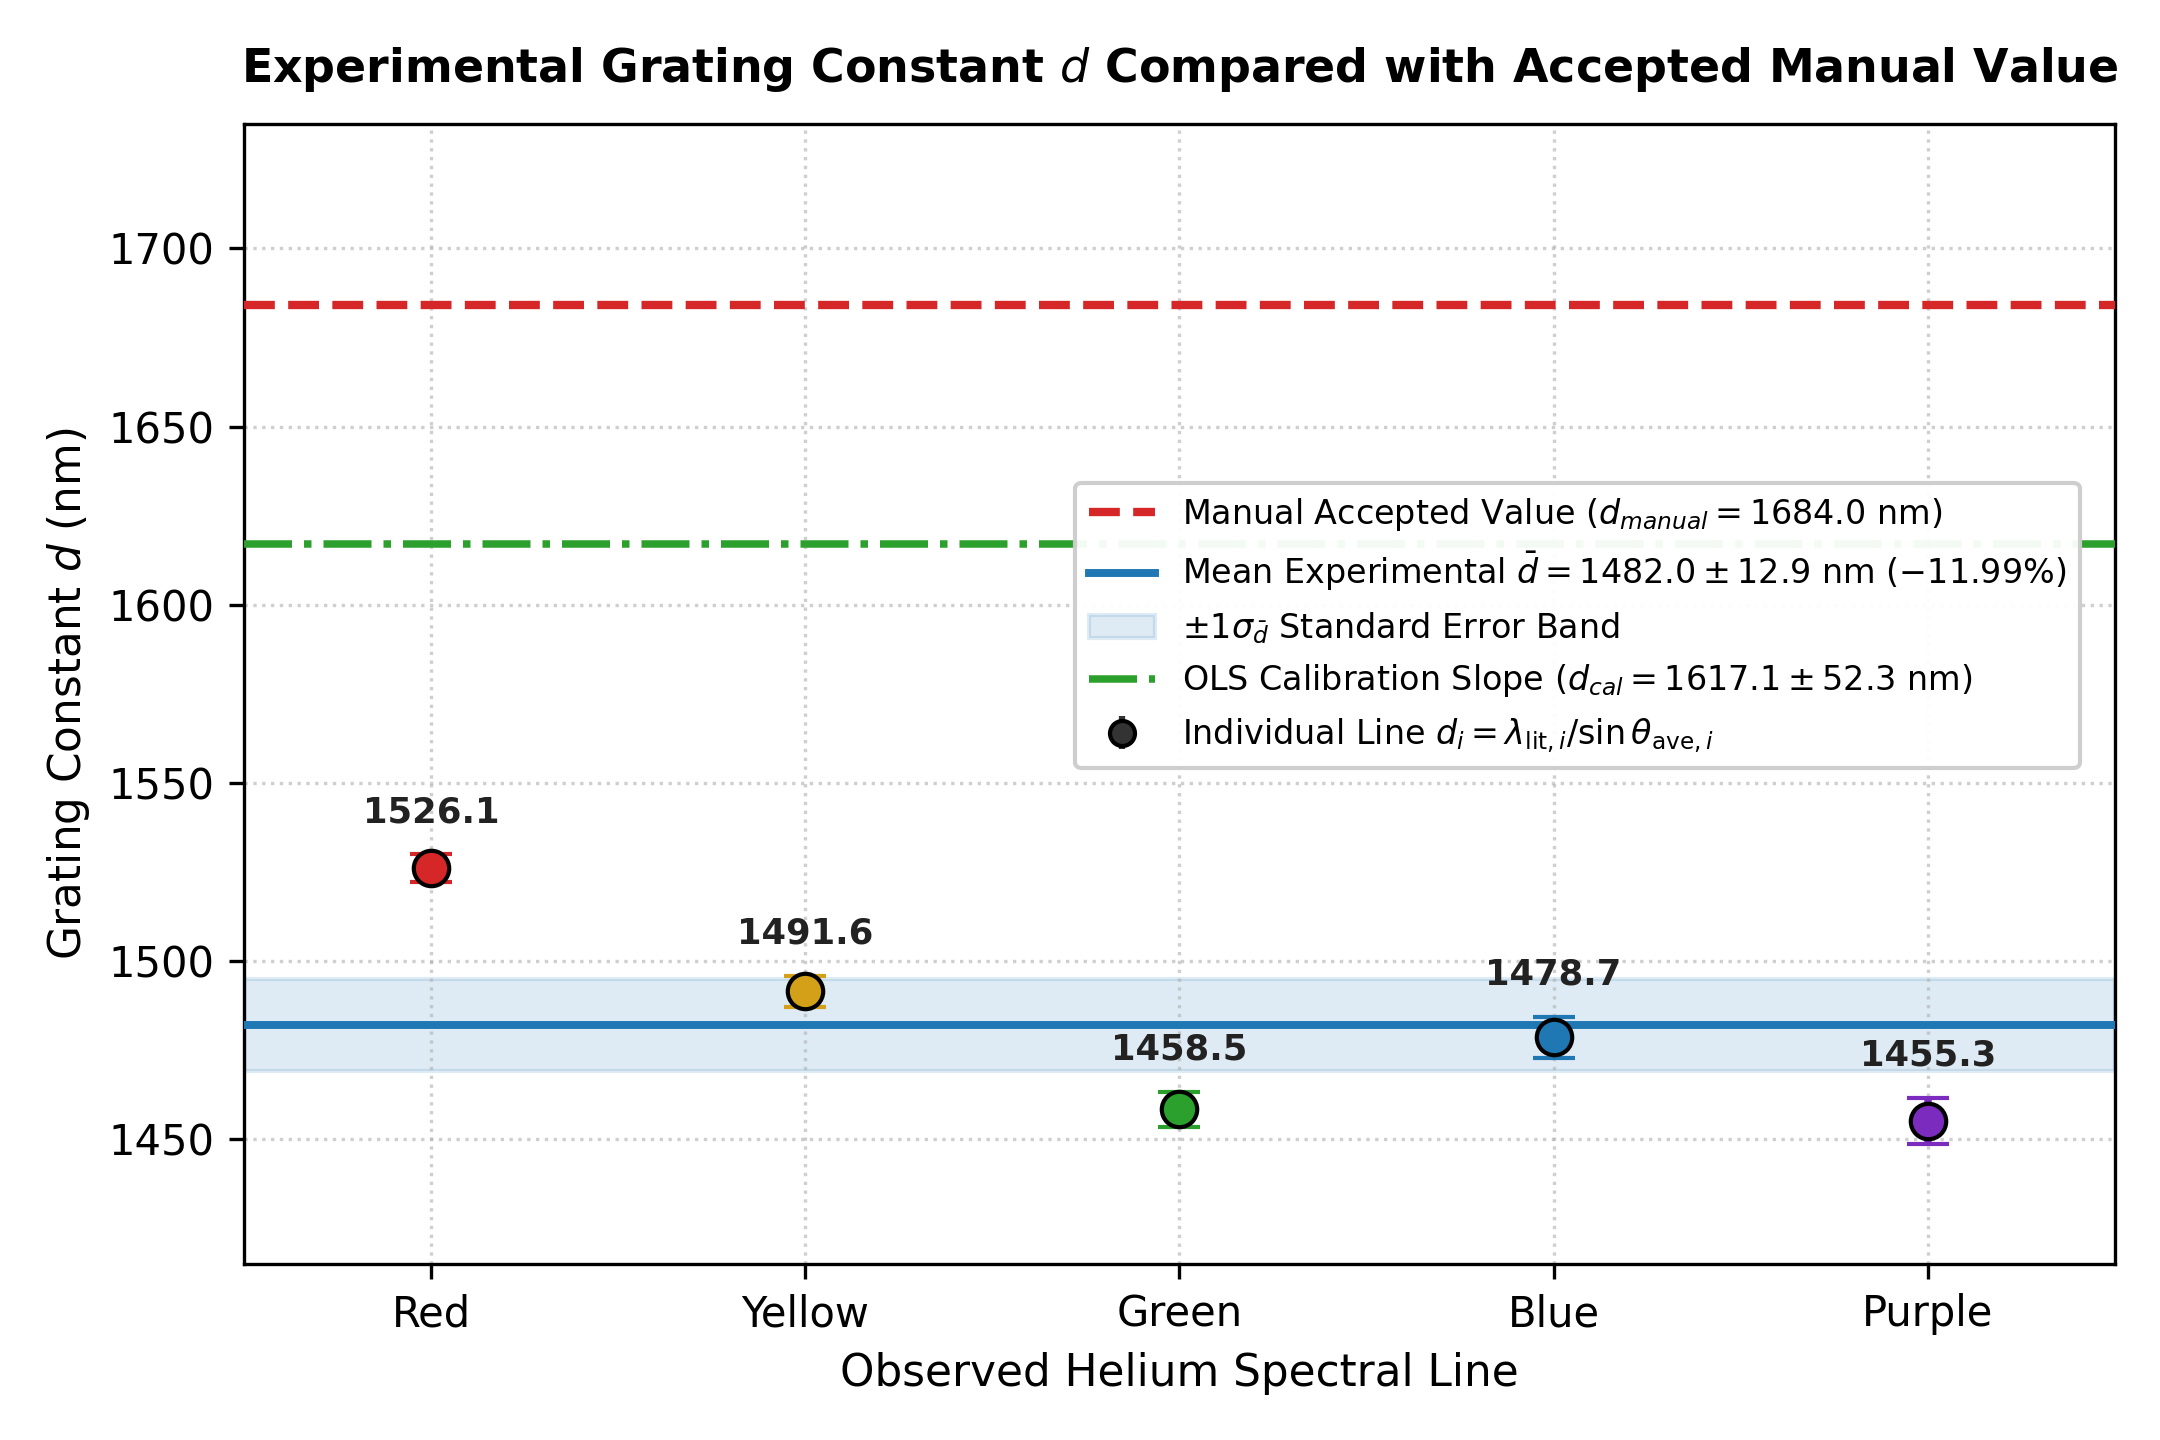 Experimental Grating Constant d Compared with Accepted Manual Value
Grating Constant d (nm)
1700
1650
1600
1550
1500
1450
Manual Accepted Value (d_manual = 1684.0 nm)
Mean Experimental d̄ = 1482.0 ± 12.9 nm (−11.99%)
±1σ_d̄ Standard Error Band
OLS Calibration Slope (d_cal = 1617.1 ± 52.3 nm)
Individual Line d_i = λ_lit, i/sin θ_ave, i
1526.1
1491.6
1458.5
1478.7
1455.3
Red
Yellow
Green
Blue
Purple
Observed Helium Spectral Line